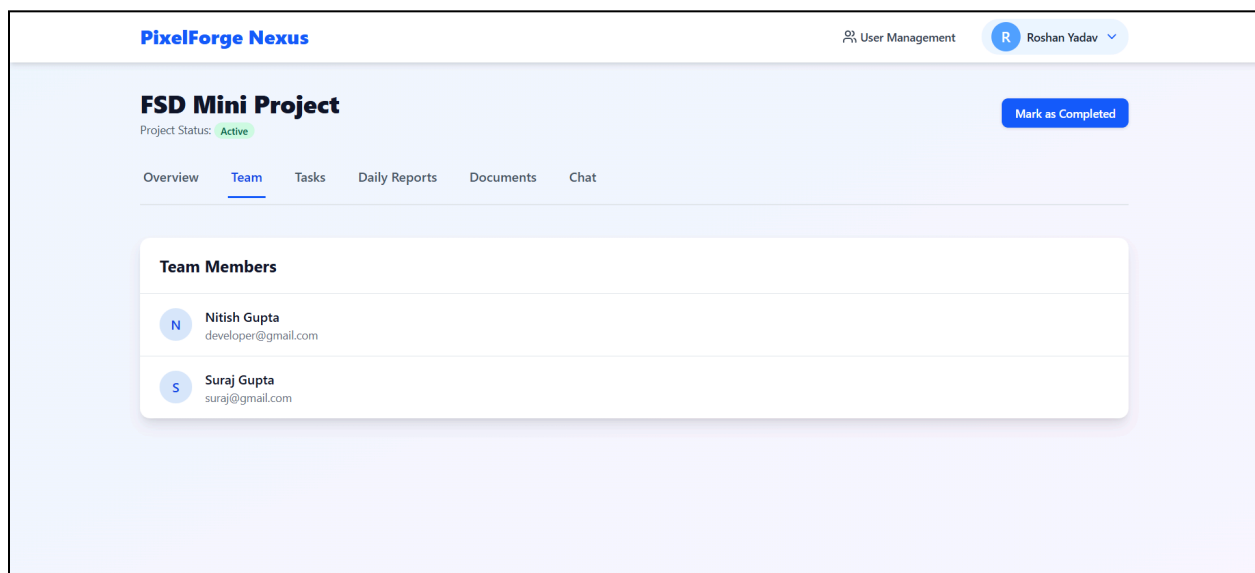 PixelForge Nexus
User Management
R
Roshan Yadav
FSD Mini Project
Mark as Completed
Project Status: Active
Overview Team Tasks Daily Reports Documents Chat
Team Members
N
Nitish Gupta
developer@gmail.com
S
Suraj Gupta
suraj@gmail.com